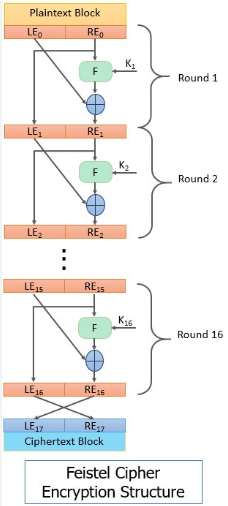 Plaintext Block
LE₀ RE₀
F K₁
Round 1
LE₁ RE₁
F K₂
Round 2
LE₂ RE₂
LE₁₅ RE₁₅
F K₁₆
Round 16
LE₁₆ RE₁₆
LE₁₇ RE₁₇
Ciphertext Block
Feistel Cipher
Encryption Structure